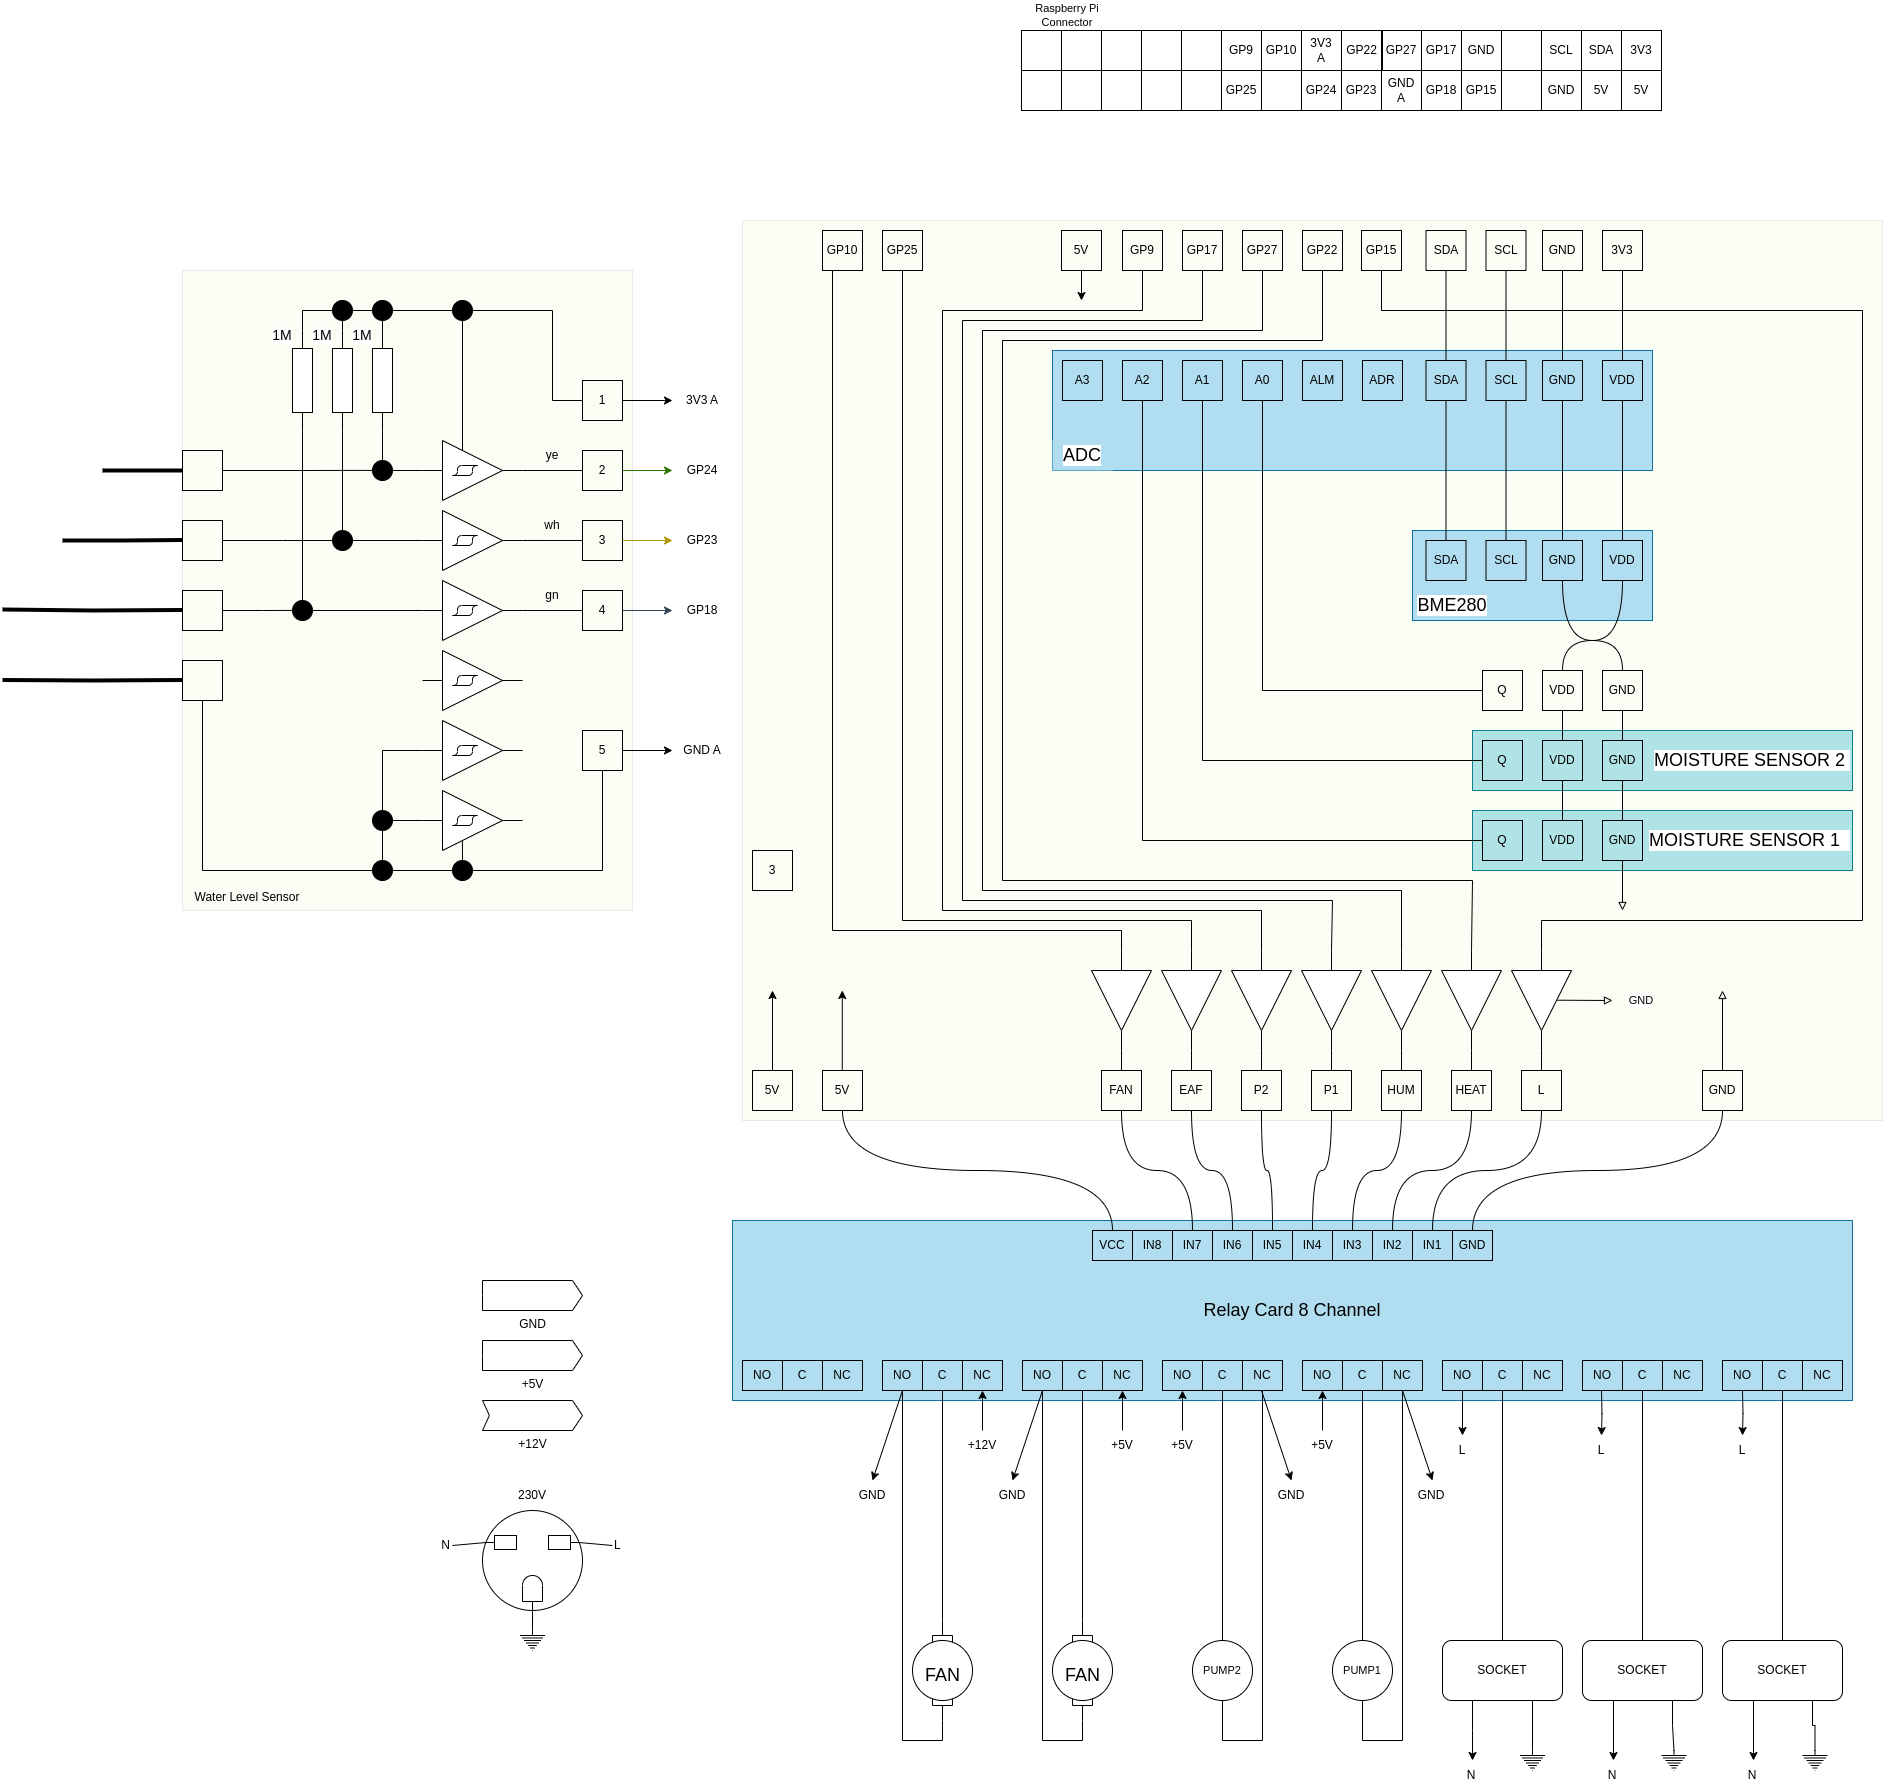 Raspberry Pi
Connector
GP9 GP10 3V3 A GP22 GP27 GP17 GND SCL SDA 3V3
GP25 GP24 GP23 GND A GP18 GP15 GND 5V 5V
GP10 GP25 5V GP9 GP17 GP27 GP22 GP15 SDA SCL GND 3V3
1M 1M 1M
A3 A2 A1 A0 ALM ADR SDA SCL GND VDD
ADC
1 3V3 A
ye 2 GP24
wh 3 GP23
gn 4 GP18
5 GND A
Water Level Sensor
SDA SCL GND VDD
BME280
Q VDD GND
Q VDD GND MOISTURE SENSOR 2
Q VDD GND MOISTURE SENSOR 1
3
GND
5V 5V FAN EAF P2 P1 HUM HEAT L GND
VCC IN8 IN7 IN6 IN5 IN4 IN3 IN2 IN1 GND
Relay Card 8 Channel
NO C NC NO C NC NO C NC NO C NC NO C NC NO C NC NO C NC NO C NC
+12V +5V +5V +5V L L L
GND GND GND GND
GND
+5V
+12V
230V
N L
FAN FAN PUMP2 PUMP1 SOCKET SOCKET SOCKET
N N N